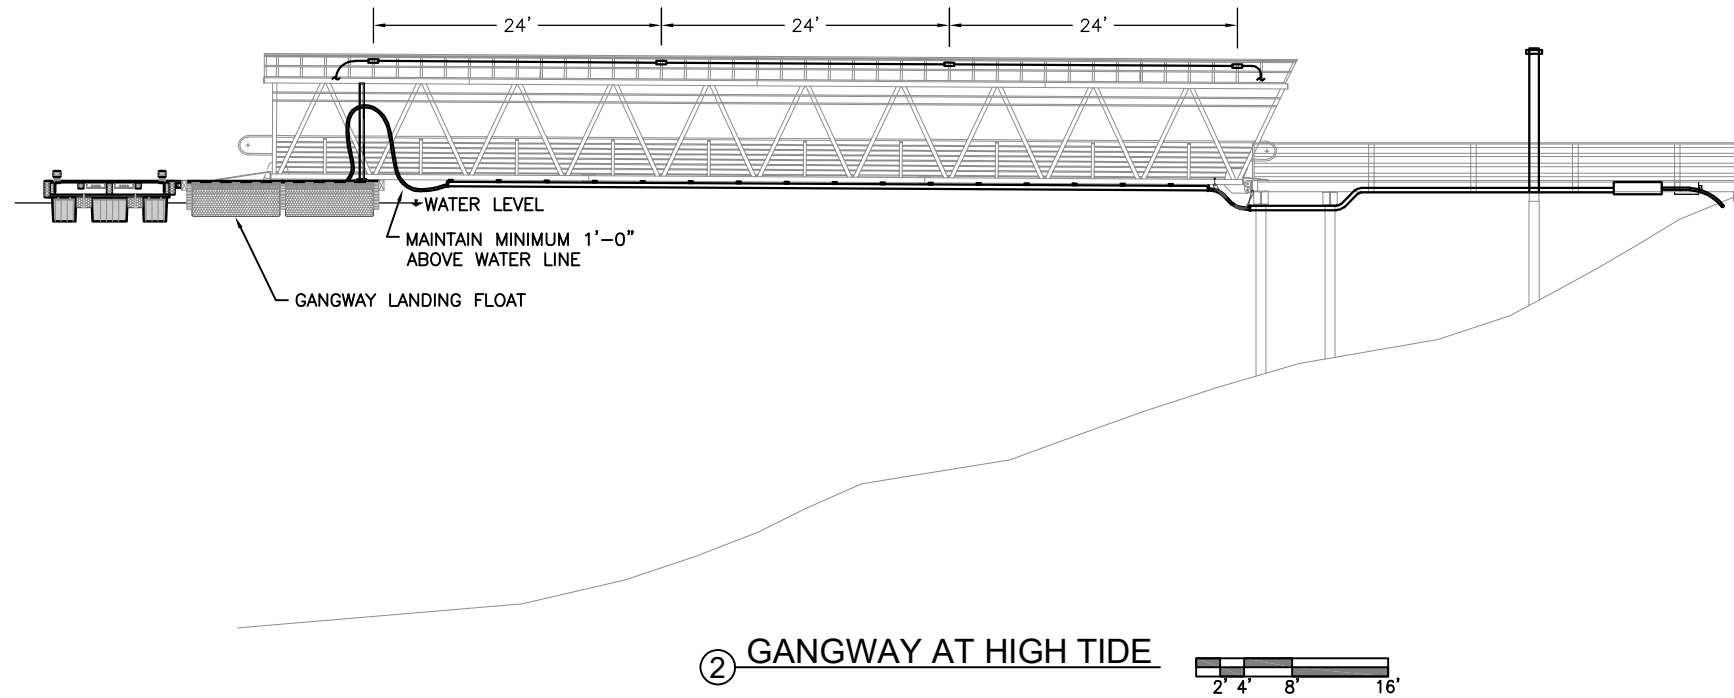 24' 24' 24'
WATER LEVEL
MAINTAIN MINIMUM 1'-0"
ABOVE WATER LINE
GANGWAY LANDING FLOAT
2 GANGWAY AT HIGH TIDE
2' 4' 8' 16'